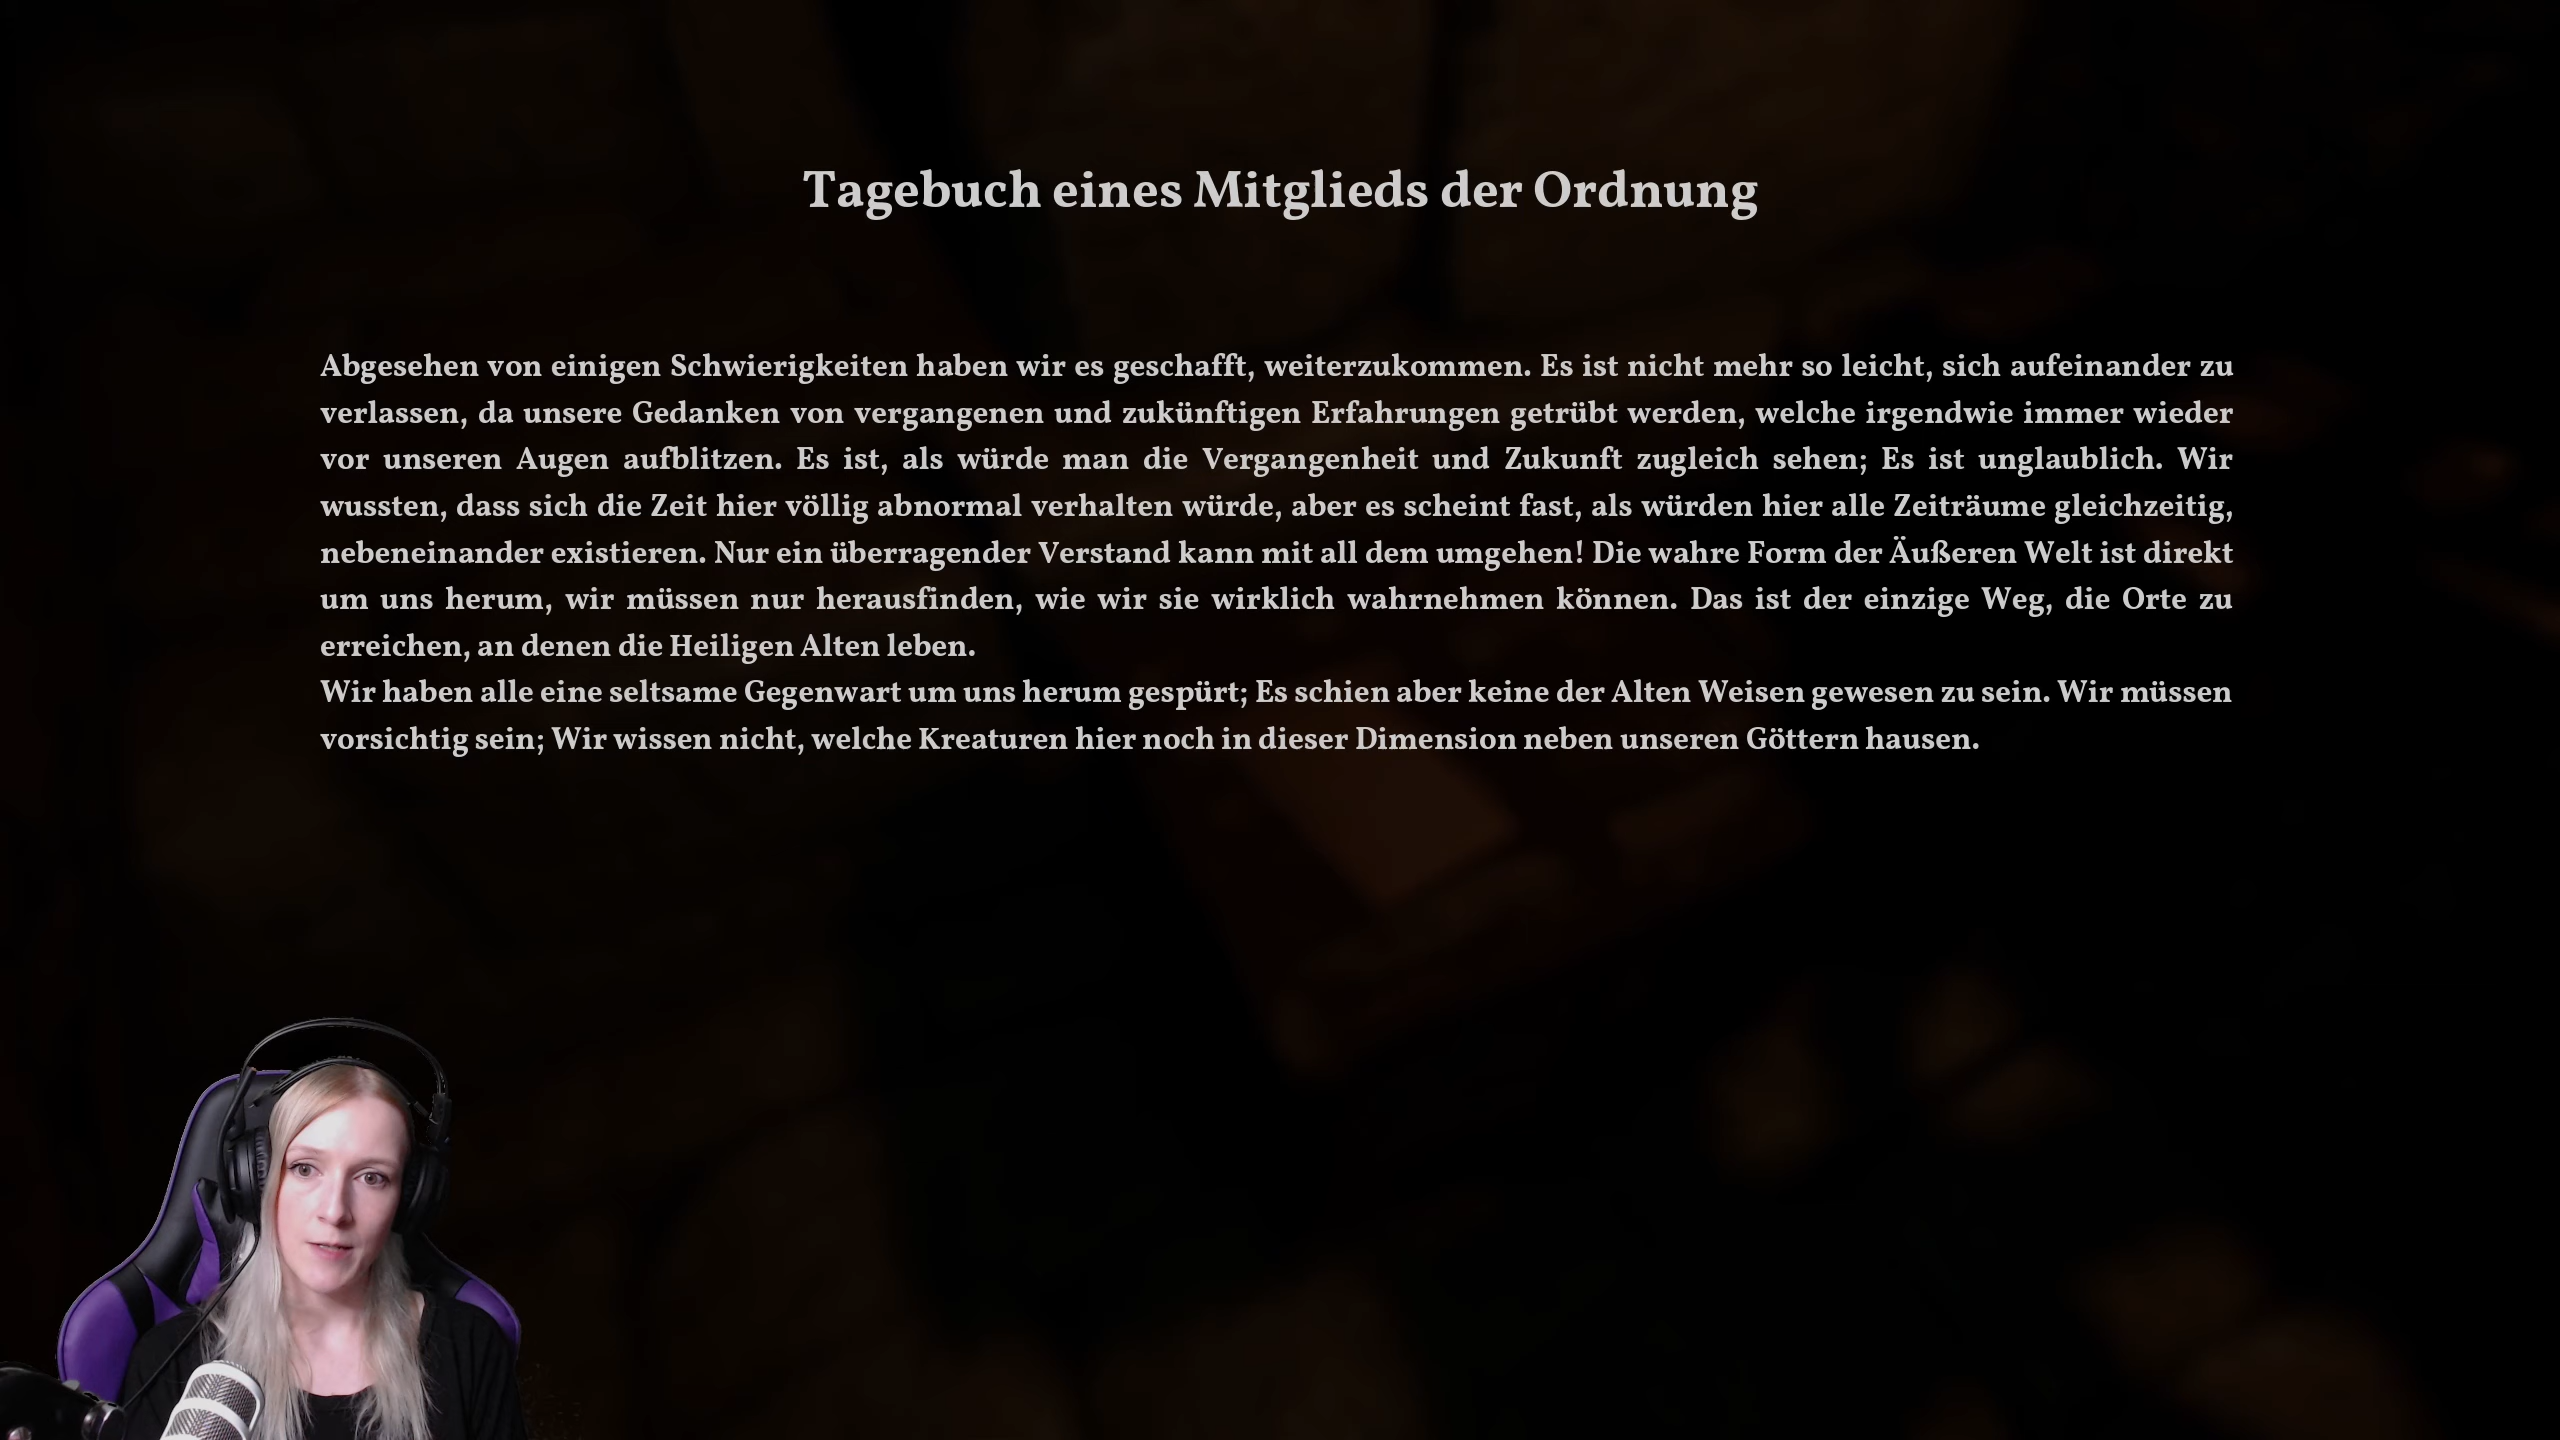 Tagebuch eines Mitglieds der Ordnung
Abgesehen von einigen Schwierigkeiten haben wir es geschafft, weiterzukommen. Es ist nicht mehr so leicht, sich aufeinander zu
verlassen, da unsere Gedanken von vergangenen und zukünftigen Erfahrungen getrübt werden, welche irgendwie immer wieder
vor unseren Augen aufblitzen. Es ist, als würde man die Vergangenheit und Zukunft zugleich sehen; Es ist unglaublich. Wir
wussten, dass sich die Zeit hier völlig abnormal verhalten würde, aber es scheint fast, als würden hier alle Zeiträume gleichzeitig,
nebeneinander existieren. Nur ein überragender Verstand kann mit all dem umgehen! Die wahre Form der Äußeren Welt ist direkt
um uns herum, wir müssen nur herausfinden, wie wir sie wirklich wahrnehmen können. Das ist der einzige Weg, die Orte zu
erreichen, an denen die Heiligen Alten leben.
Wir haben alle eine seltsame Gegenwart um uns herum gespürt; Es schien aber keine der Alten Weisen gewesen zu sein. Wir müssen
vorsichtig sein; Wir wissen nicht, welche Kreaturen hier noch in dieser Dimension neben unseren Göttern hausen.